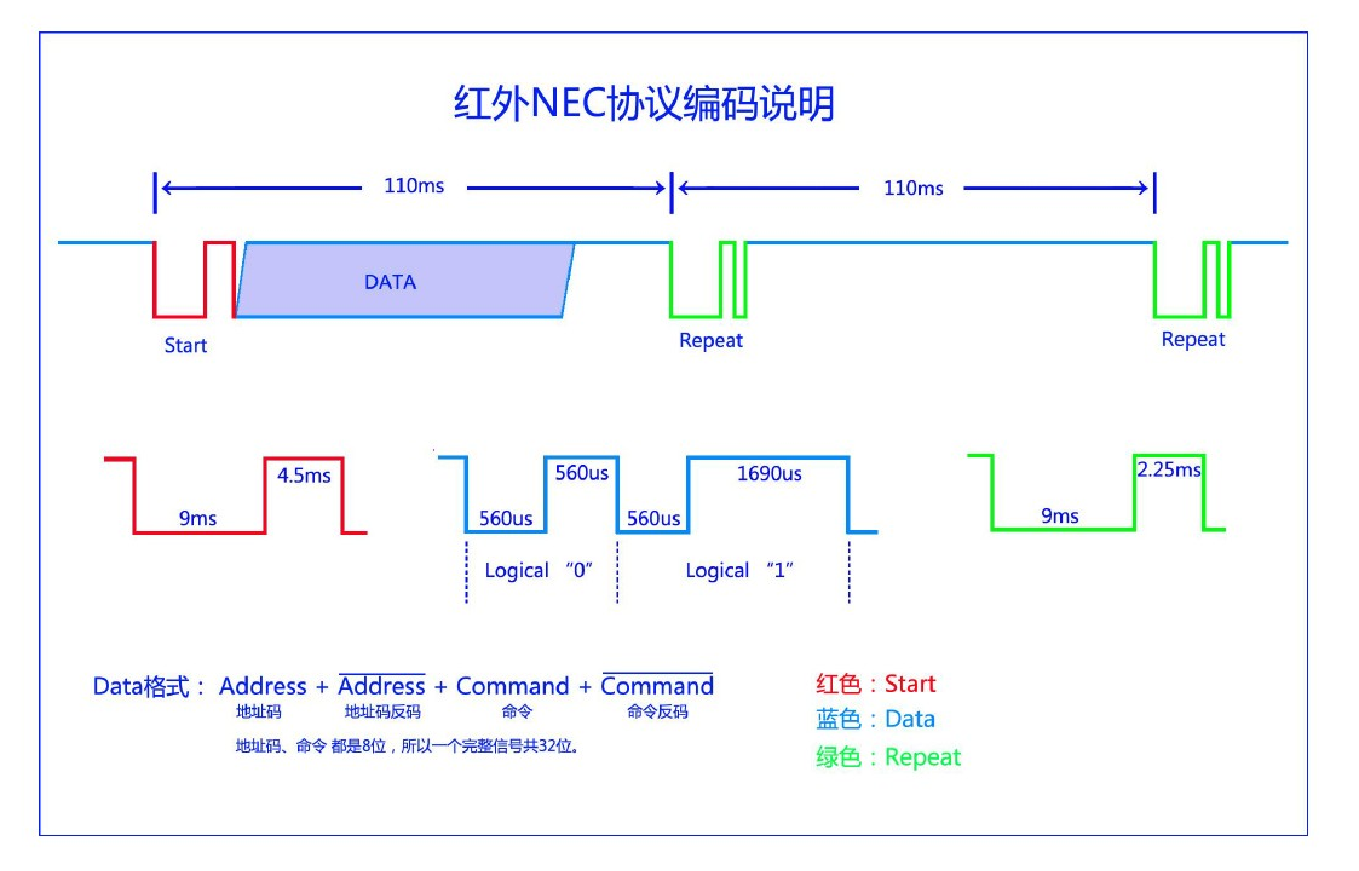 红外NEC协议编码说明
110ms 110ms
DATA
Start Repeat Repeat
4.5ms 560us 1690us 2.25ms
9ms 560us 560us 9ms
Logical “0” Logical “1”
Data格式： Address + Address + Command + Command
地址码 地址码反码 命令 命令反码
地址码、命令 都是8位，所以一个完整信号共32位。
红色：Start
蓝色：Data
绿色：Repeat